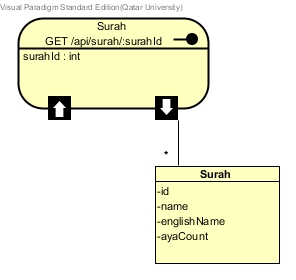 Visual Paradigm Standard Edition(Qatar University)
Surah
GET /api/surah/:surahId
surahId : int
*
Surah
-id
-name
-englishName
-ayaCount